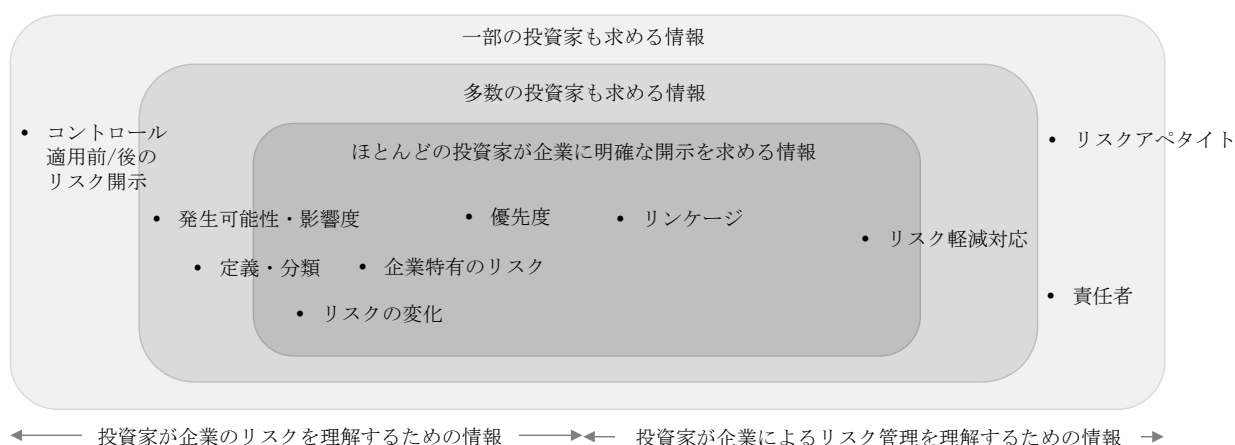 一部の投資家も求める情報
多数の投資家も求める情報
ほとんどの投資家が企業に明確な開示を求める情報
• コントロール
適用前/後の
リスク開示
• リスクアペタイト
• 発生可能性・影響度
• 優先度
• リンケージ
• リスク軽減対応
• 定義・分類
• 企業特有のリスク
• 責任者
• リスクの変化
投資家が企業のリスクを理解するための情報
投資家が企業によるリスク管理を理解するための情報